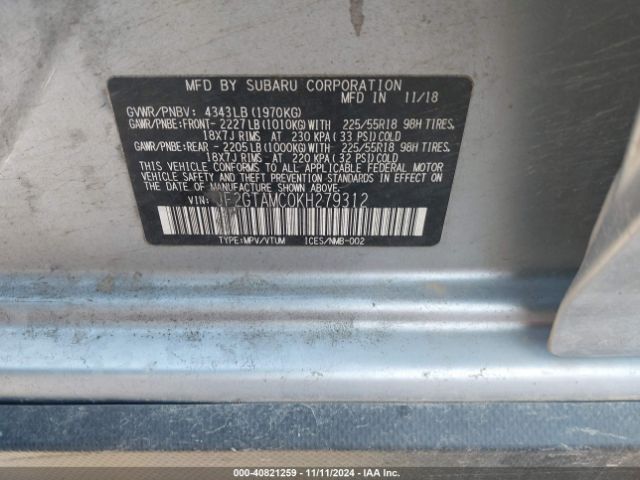 MFD BY SUBARU CORPORATION
MFD IN 11/18
GVWR/PNBV: 4343LB(1970KG)
GAWR/PNBE:FRONT-2227LB(1010KG)WITH 225/55R18 98H TIRES,
18X7J RIMS AT 230 KPA(33 PSI)COLD
GAWR/PNBE:REAR -2205LB(1000KG)WITH 225/55R18 98H TIRES,
18X7J RIMS AT 220 KPA(32 PSI)COLD
THIS VEHICLE CONFORMS TO ALL APPLICABLE FEDERAL MOTOR
VEHICLE SAFETY AND THEFT PREVENTION STANDARDS IN EFFECT
ON THE DATE OF MANUFACTURE SHOWN ABOVE.
VIN: JF2GTAMC0KH279312
TYPE:MPV/VTUM ICES/NMB-002
000-40821259 - 11/11/2024 - IAA Inc.